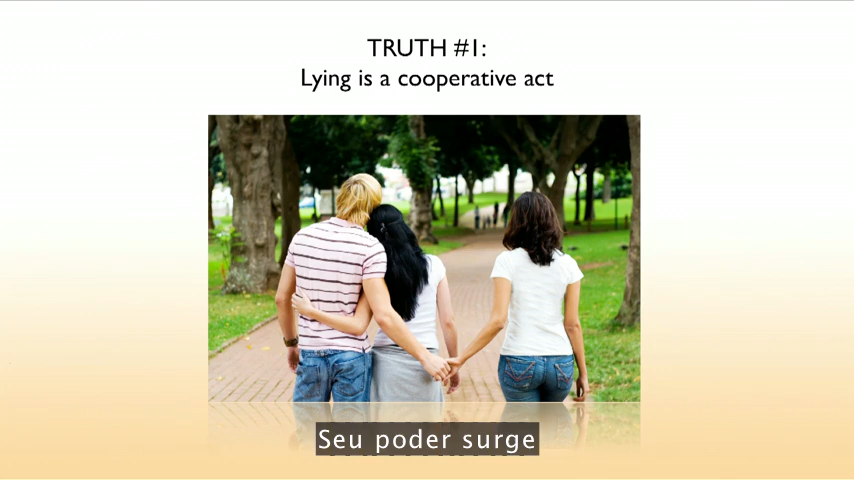 TRUTH #1:
Lying is a cooperative act
Seu poder surge